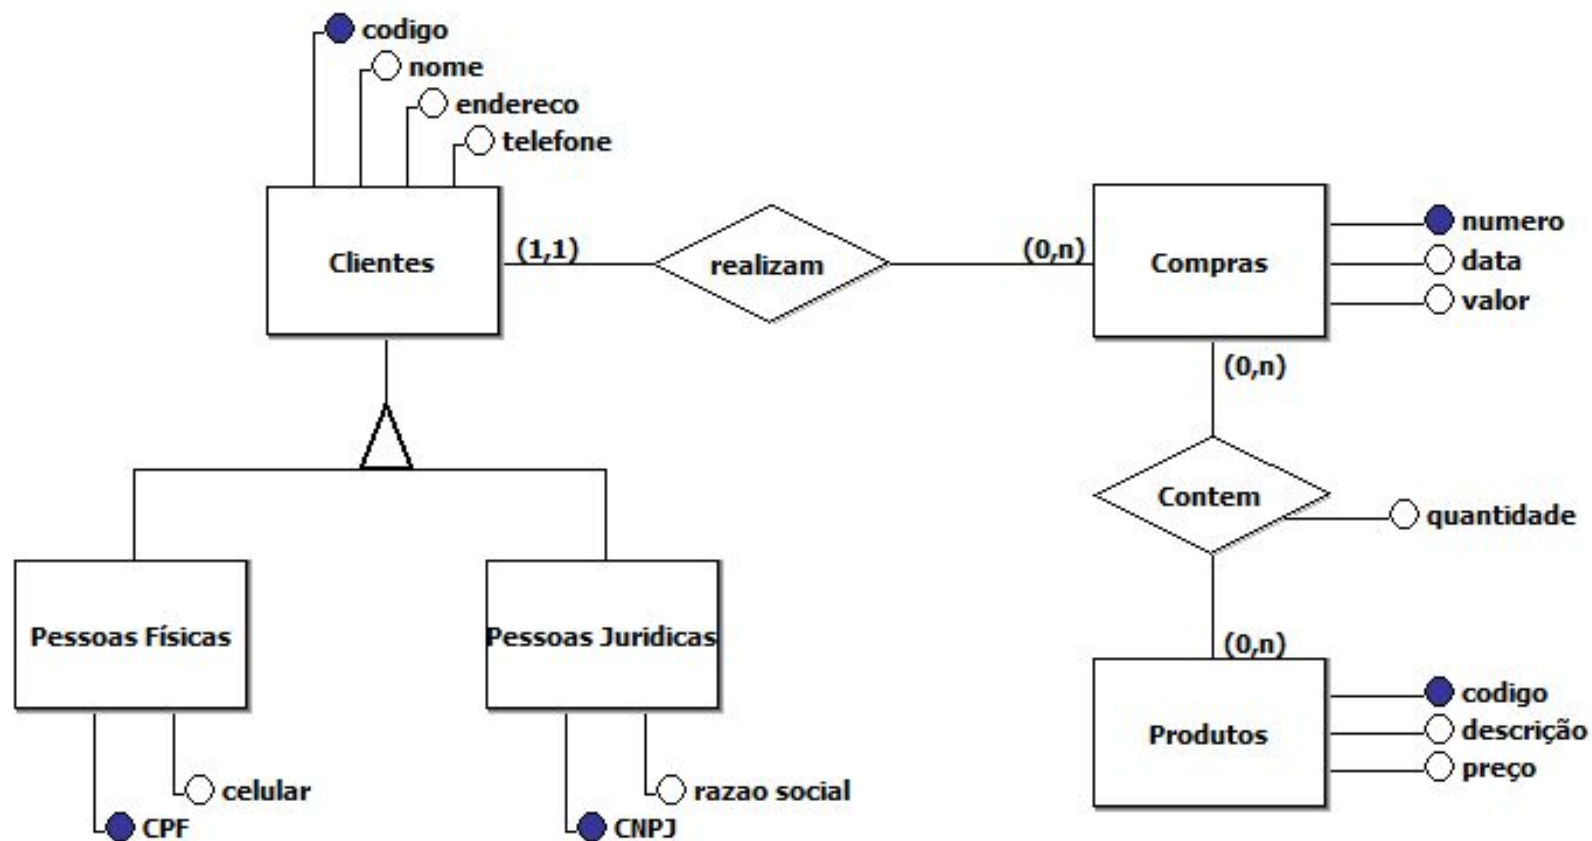 codigo
nome
endereco
telefone
Clientes
(1,1)
realizam
(0,n)
Compras
numero
data
valor
(0,n)
Contem
quantidade
(0,n)
Produtos
codigo
descrição
preço
Pessoas Físicas
celular
CPF
Pessoas Juridicas
razao social
CNPJ